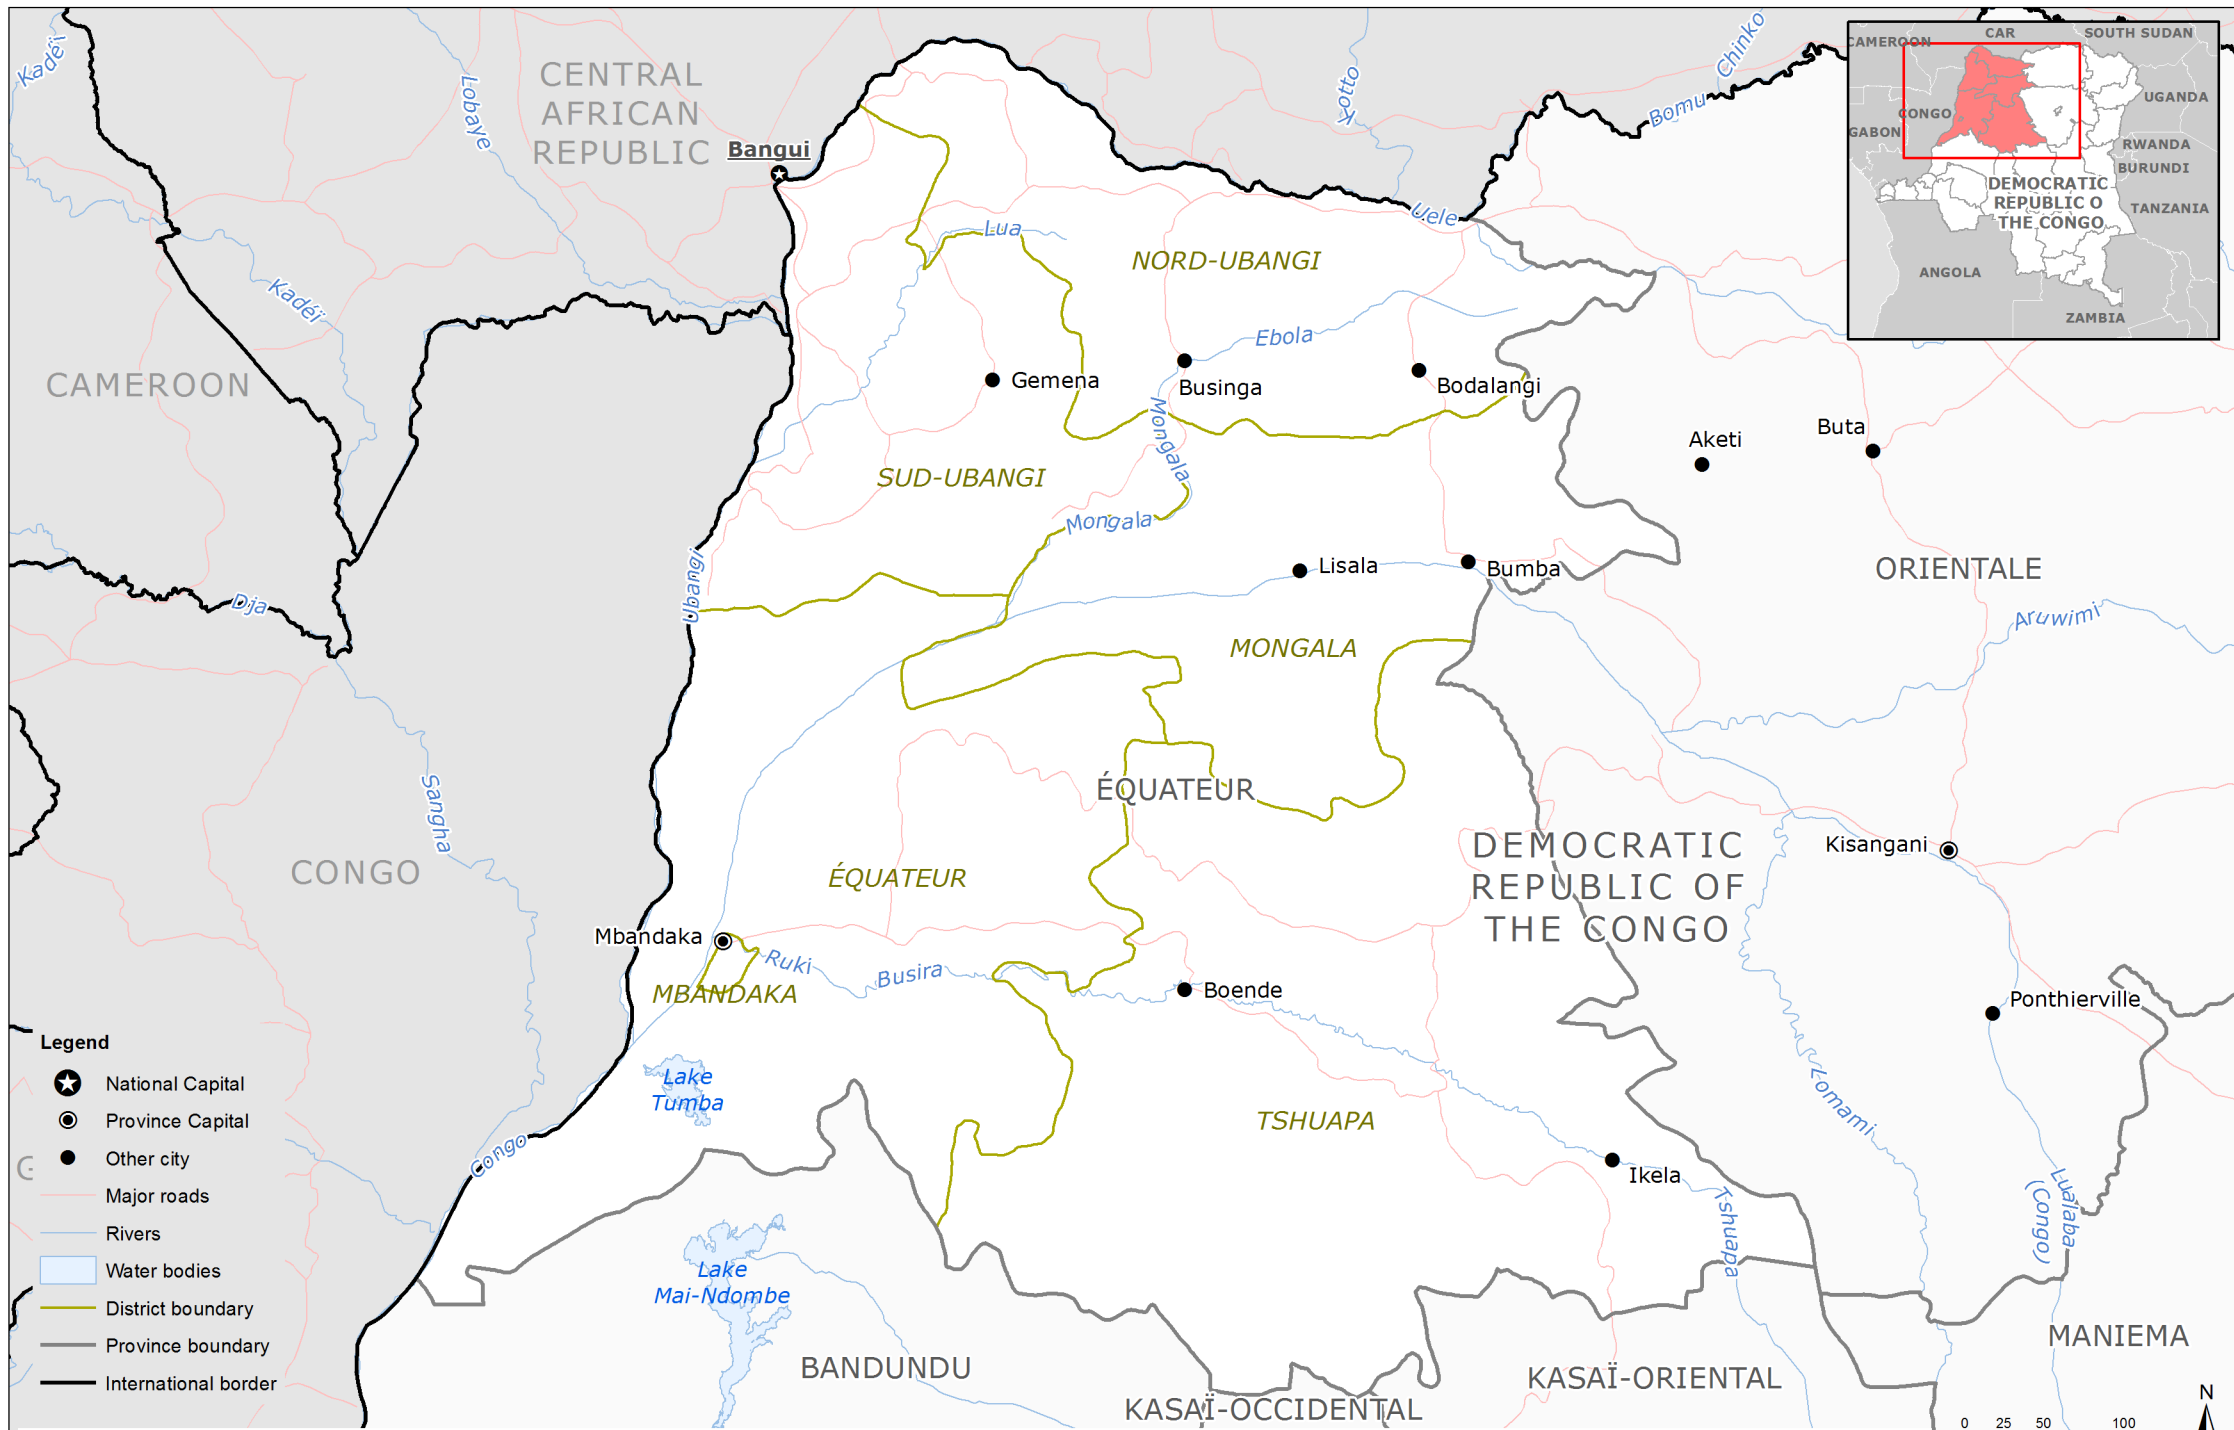 Kadéï
Lobaye
CENTRAL
AFRICAN
REPUBLIC
Bangui
Kotto
Chinko
Bomu
Uele
CAMEROON
CAR
SOUTH SUDAN
UGANDA
CONGO
GABON
RWANDA
BURUNDI
DEMOCRATIC
REPUBLIC O
THE CONGO
TANZANIA
ANGOLA
ZAMBIA
Lua
NORD-UBANGI
Kadéï
Ebola
CAMEROON
Gemena
Businga
Bodalangi
Mongala
Aketi
Buta
SUD-UBANGI
Mongala
Ubangi
Lisala
Bumba
ORIENTALE
Dja
Aruwimi
MONGALA
Sangha
ÉQUATEUR
CONGO
ÉQUATEUR
DEMOCRATIC
REPUBLIC OF
THE CONGO
Kisangani
Mbandaka
Ruki
Busira
MBANDAKA
Boende
Ponthierville
Lake
Tumba
TSHUAPA
Lomami
Congo
Ikela
Tshuapa
Lualaba
(Congo)
Lake
Mai-Ndombe
BANDUNDU
KASAÏ-OCCIDENTAL
KASAÏ-ORIENTAL
MANIEMA
G
Legend
National Capital
Province Capital
Other city
Major roads
Rivers
Water bodies
District boundary
Province boundary
International border
N
0 25 50 100